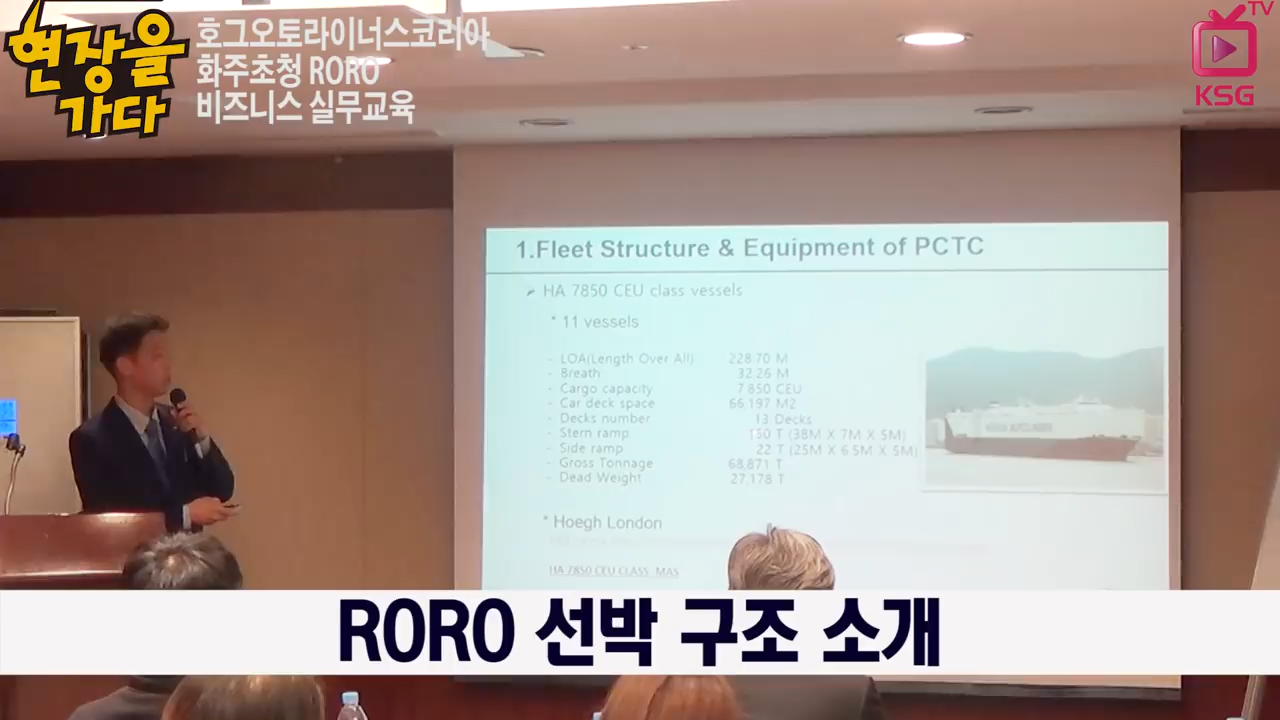 현장을
가다
호그오토라이너스코리아
화주초청 RORO
비즈니스 실무교육
TV
KSG
1.Fleet Structure & Equipment of PCTC
➢ HA 7850 CEU class vessels
* 11 vessels
- LOA(Length Over All) 228.70 M
- Breath 32.26 M
- Cargo capacity 7.850 CEU
- Car deck space 66,197 M2
- Decks number 13 Decks
- Stern ramp 160 T (38M X 7M X 5M)
- Side ramp 22 T (25M X 6.5M X 5M)
- Gross Tonnage 68,871 T
- Dead Weight 27,178 T
* Hoegh London
HA 7850 CEU CLASS MAS
RORO 선박 구조 소개